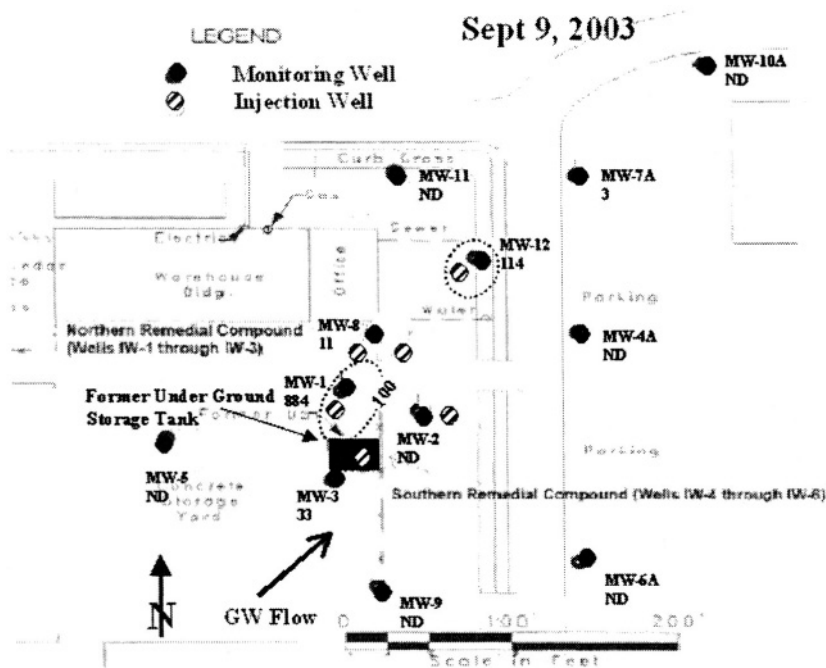 LEGEND
Sept 9, 2003
Monitoring Well
Injection Well
MW-10A
ND
Curb Grass
MW-11
ND
MW-7A
3
Gas
Electric
Sewer
MW-12
114
Warehouse
Bldg.
Office
Water
Parking
Northern Remedial Compound
(Wells IW-1 through IW-3)
MW-8
11
MW-4A
ND
MW-1
884
100
Former Under Ground
Storage Tank
Former
MW-2
ND
Parking
MW-5
ND
Concrete
Storage
Yard
MW-3
33
Southern Remedial Compound (Wells IW-4 through IW-6)
N
GW Flow
MW-9
ND
MW-6A
ND
0 100 200'
Scale in Feet